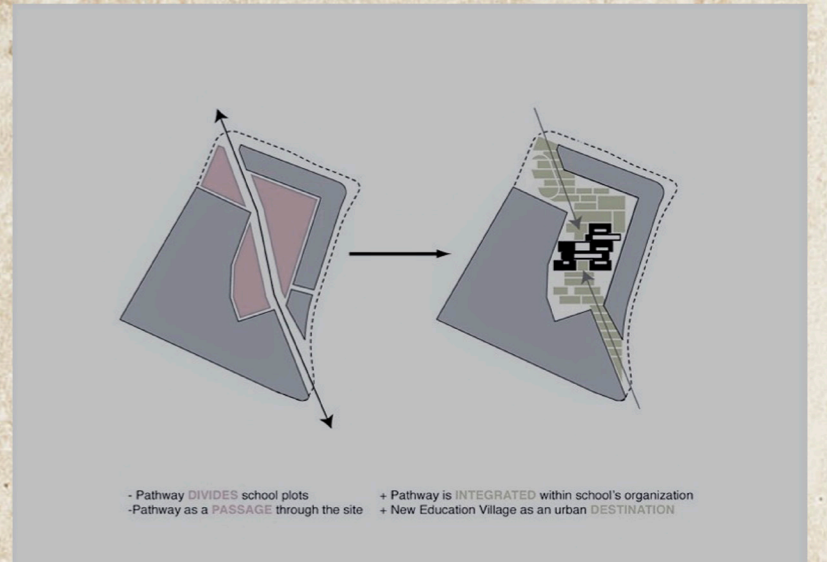 - Pathway DIVIDES school plots
-Pathway as a PASSAGE through the site
+ Pathway is INTEGRATED within school's organization
+ New Education Village as an urban DESTINATION